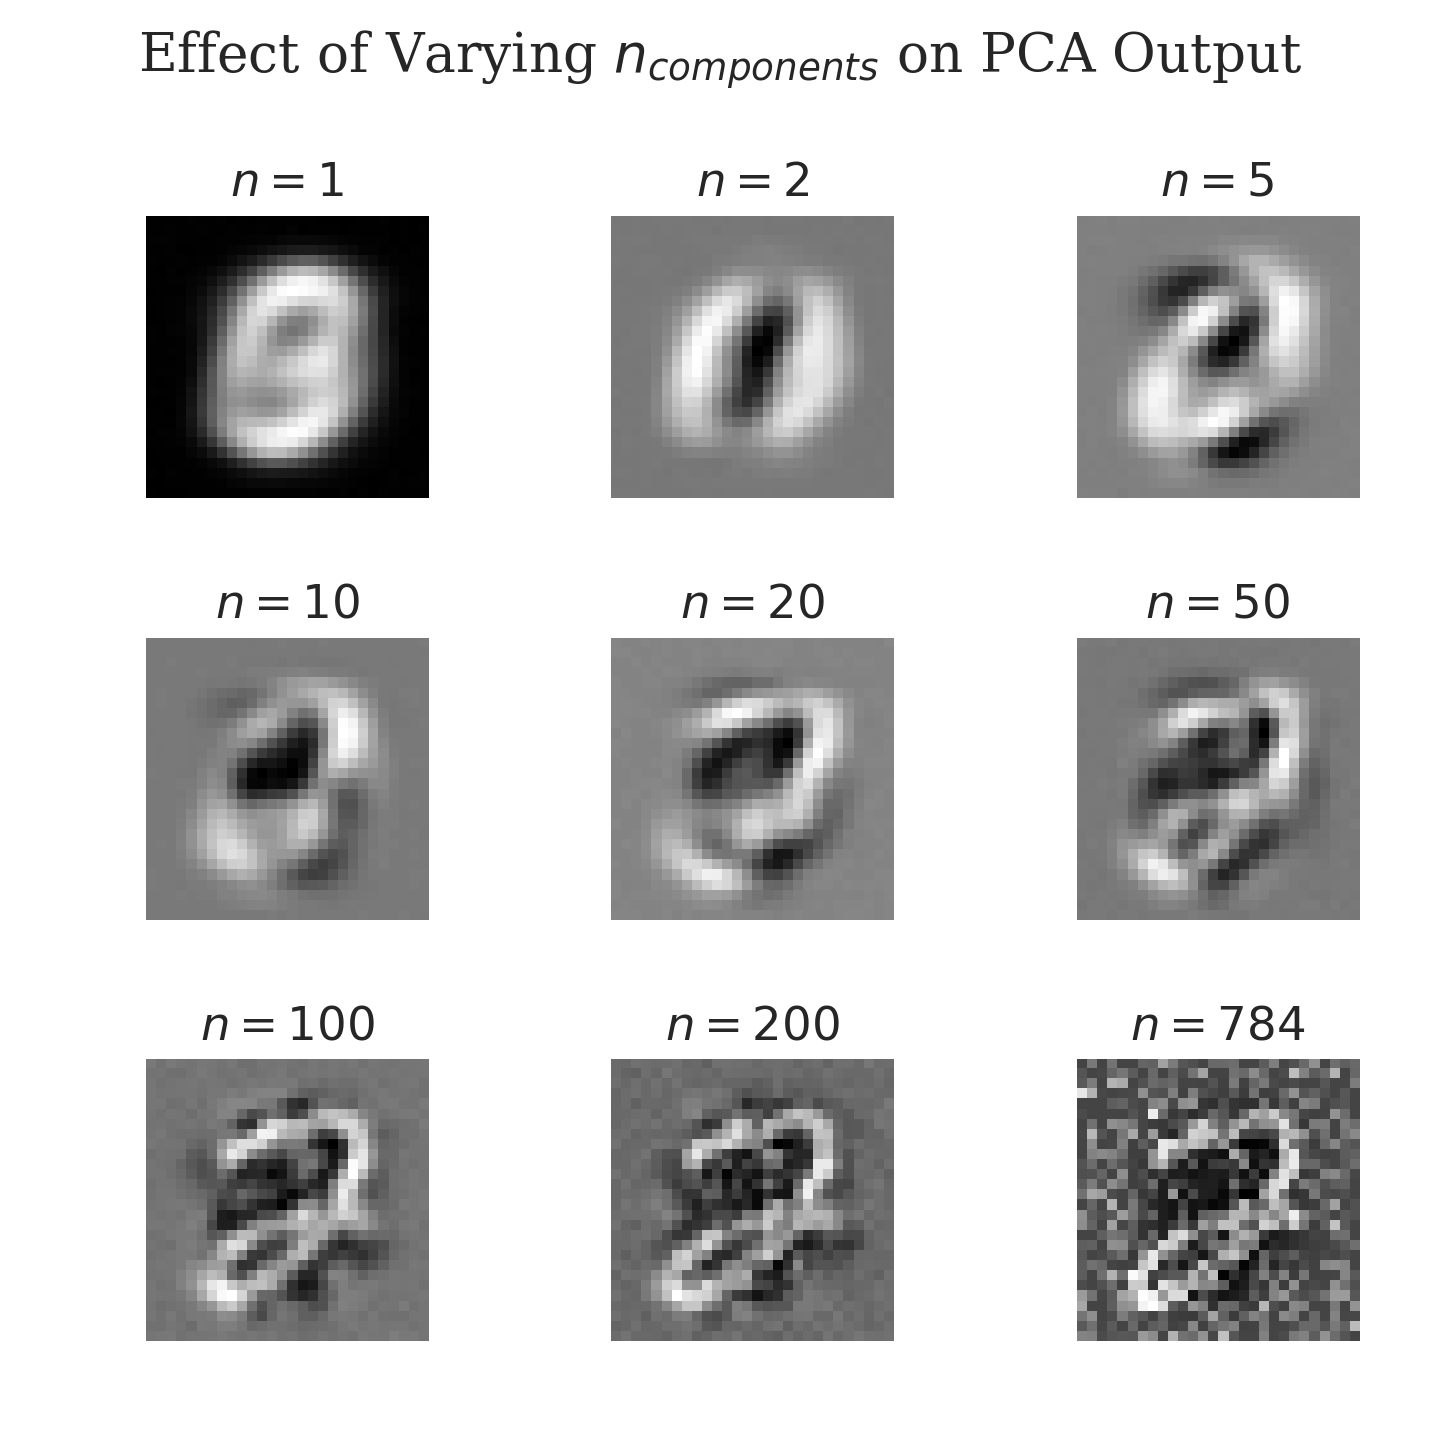 Effect of Varying n_components on PCA Output
n = 1
n = 2
n = 5
n = 10
n = 20
n = 50
n = 100
n = 200
n = 784